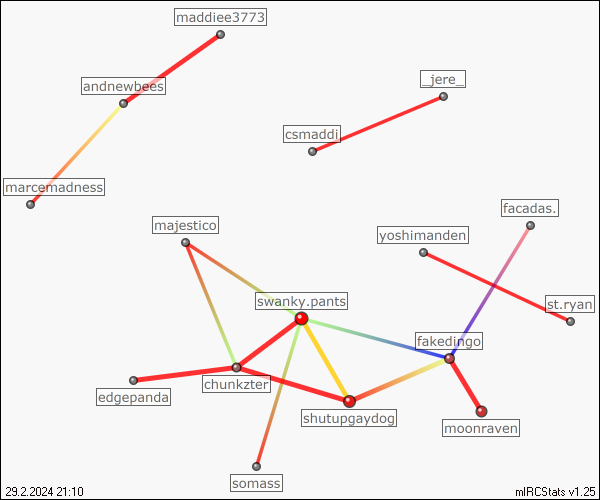 maddiee3773
_jere_
andnewbees
csmaddi
marcemadness
facadas.
majestico
yoshimanden
swanky.pants
st.ryan
fakedingo
chunkzter
edgepanda
shutupgaydog
moonraven
somass
29.2.2024 21:10
mIRCStats v1.25